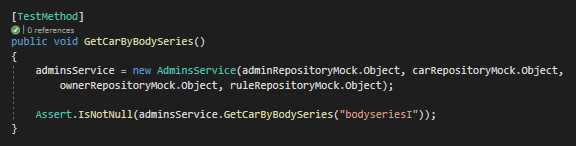 [TestMethod]
| 0 references
public void GetCarByBodySeries()
{
adminsService = new AdminsService(adminRepositoryMock.Object, carRepositoryMock.Object,
ownerRepositoryMock.Object, ruleRepositoryMock.Object);
Assert.IsNotNull(adminsService.GetCarByBodySeries("bodyseriesI"));
}